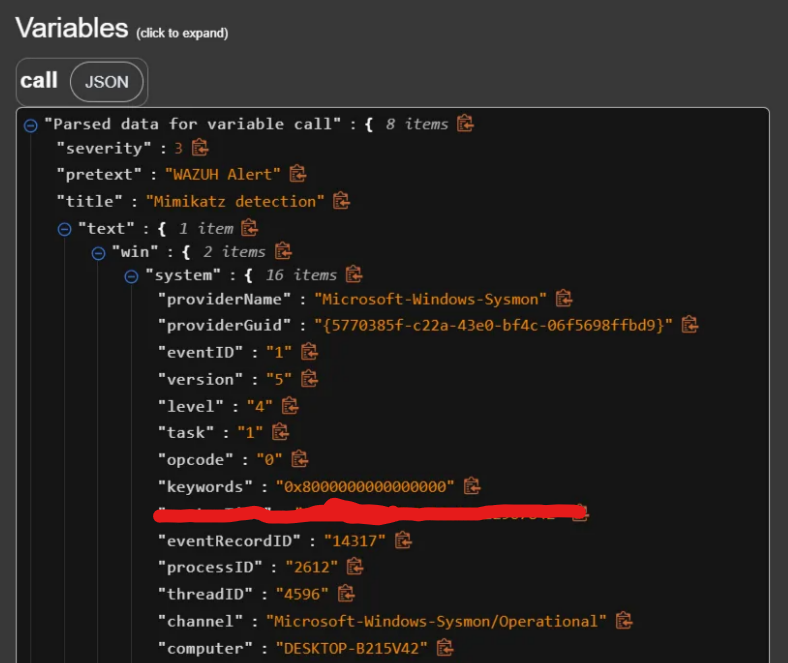 Variables (click to expand)
call JSON
"Parsed data for variable call" : { 8 items
"severity" : 3
"pretext" : "WAZUH Alert"
"title" : "Mimikatz detection"
"text" : { 1 item
"win" : { 2 items
"system" : { 16 items
"providerName" : "Microsoft-Windows-Sysmon"
"providerGuid" : "{5770385f-c22a-43e0-bf4c-06f5698ffbd9}"
"eventID" : "1"
"version" : "5"
"level" : "4"
"task" : "1"
"opcode" : "0"
"keywords" : "0x8000000000000000"
"eventRecordID" : "14317"
"processID" : "2612"
"threadID" : "4596"
"channel" : "Microsoft-Windows-Sysmon/Operational"
"computer" : "DESKTOP-B215V42"